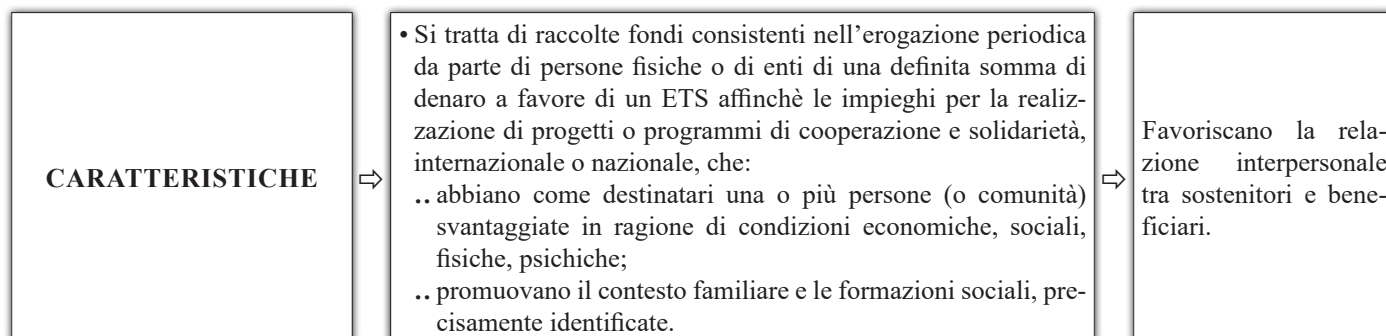 CARATTERISTICHE
⇨
• Si tratta di raccolte fondi consistenti nell’erogazione periodica
da parte di persone fisiche o di enti di una definita somma di
denaro a favore di un ETS affinchè le impieghi per la realiz-
zazione di progetti o programmi di cooperazione e solidarietà,
internazionale o nazionale, che:
.. abbiano come destinatari una o più persone (o comunità)
svantaggiate in ragione di condizioni economiche, sociali,
fisiche, psichiche;
.. promuovano il contesto familiare e le formazioni sociali, pre-
cisamente identificate.
⇨
Favoriscano la rela-
zione interpersonale
tra sostenitori e bene-
ficiari.